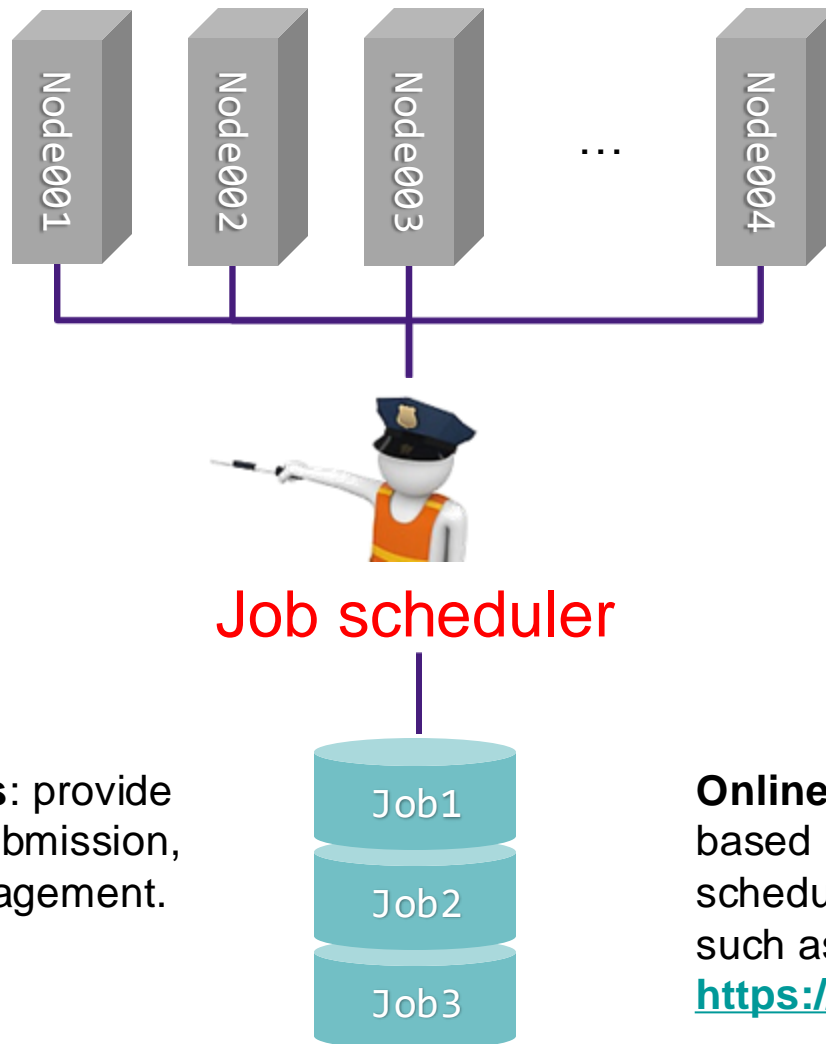 Node001
Node002
Node003
...
Node004
Job scheduler
Job1
Job2
Job3
s: provide
bmission,
agement.
Online
based
schedu
such as
https:/